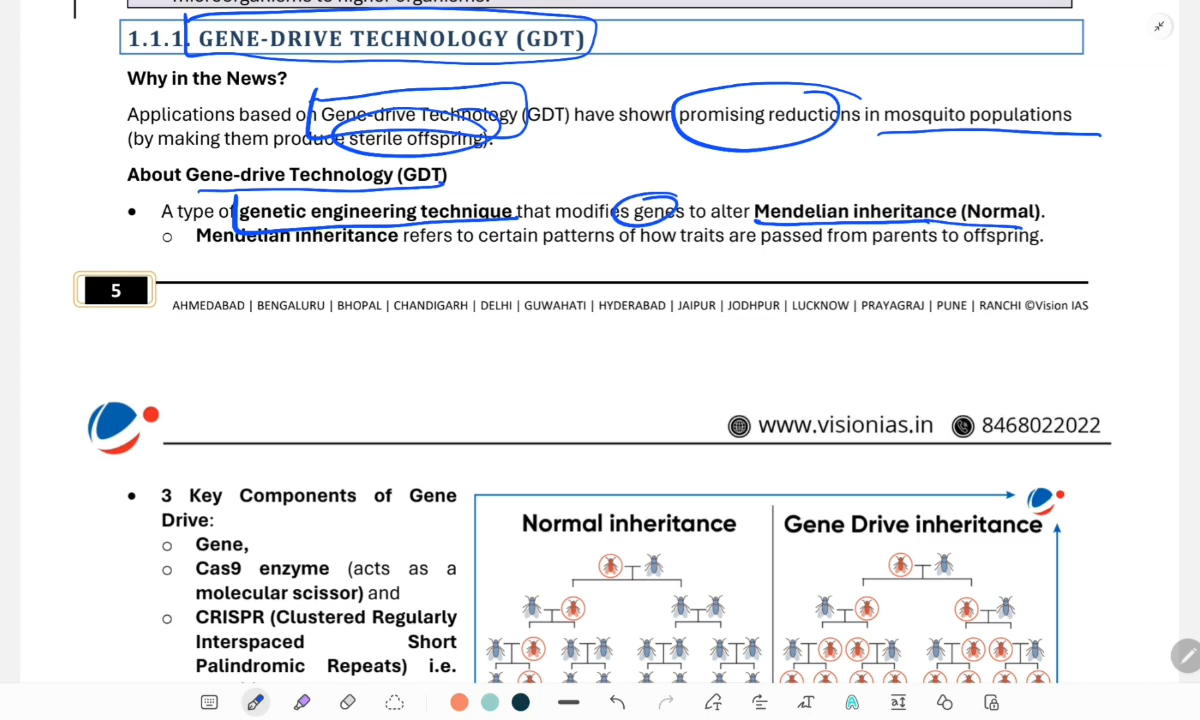 microorganisms to higher organisms.
1.1.1. GENE-DRIVE TECHNOLOGY (GDT)
Why in the News?
Applications based on Gene-drive Technology (GDT) have shown promising reductions in mosquito populations
(by making them produce sterile offspring).
About Gene-drive Technology (GDT)
• A type of genetic engineering technique that modifies genes to alter Mendelian inheritance (Normal).
o Mendelian inheritance refers to certain patterns of how traits are passed from parents to offspring.
5
AHMEDABAD | BENGALURU | BHOPAL | CHANDIGARH | DELHI | GUWAHATI | HYDERABAD | JAIPUR | JODHPUR | LUCKNOW | PRAYAGRAJ | PUNE | RANCHI ©Vision IAS
www.visionias.in 8468022022
• 3 Key Components of Gene
Drive:
o Gene,
o Cas9 enzyme (acts as a
molecular scissor) and
o CRISPR (Clustered Regularly
Interspaced Short
Palindromic Repeats) i.e.
Normal inheritance
Gene Drive inheritance